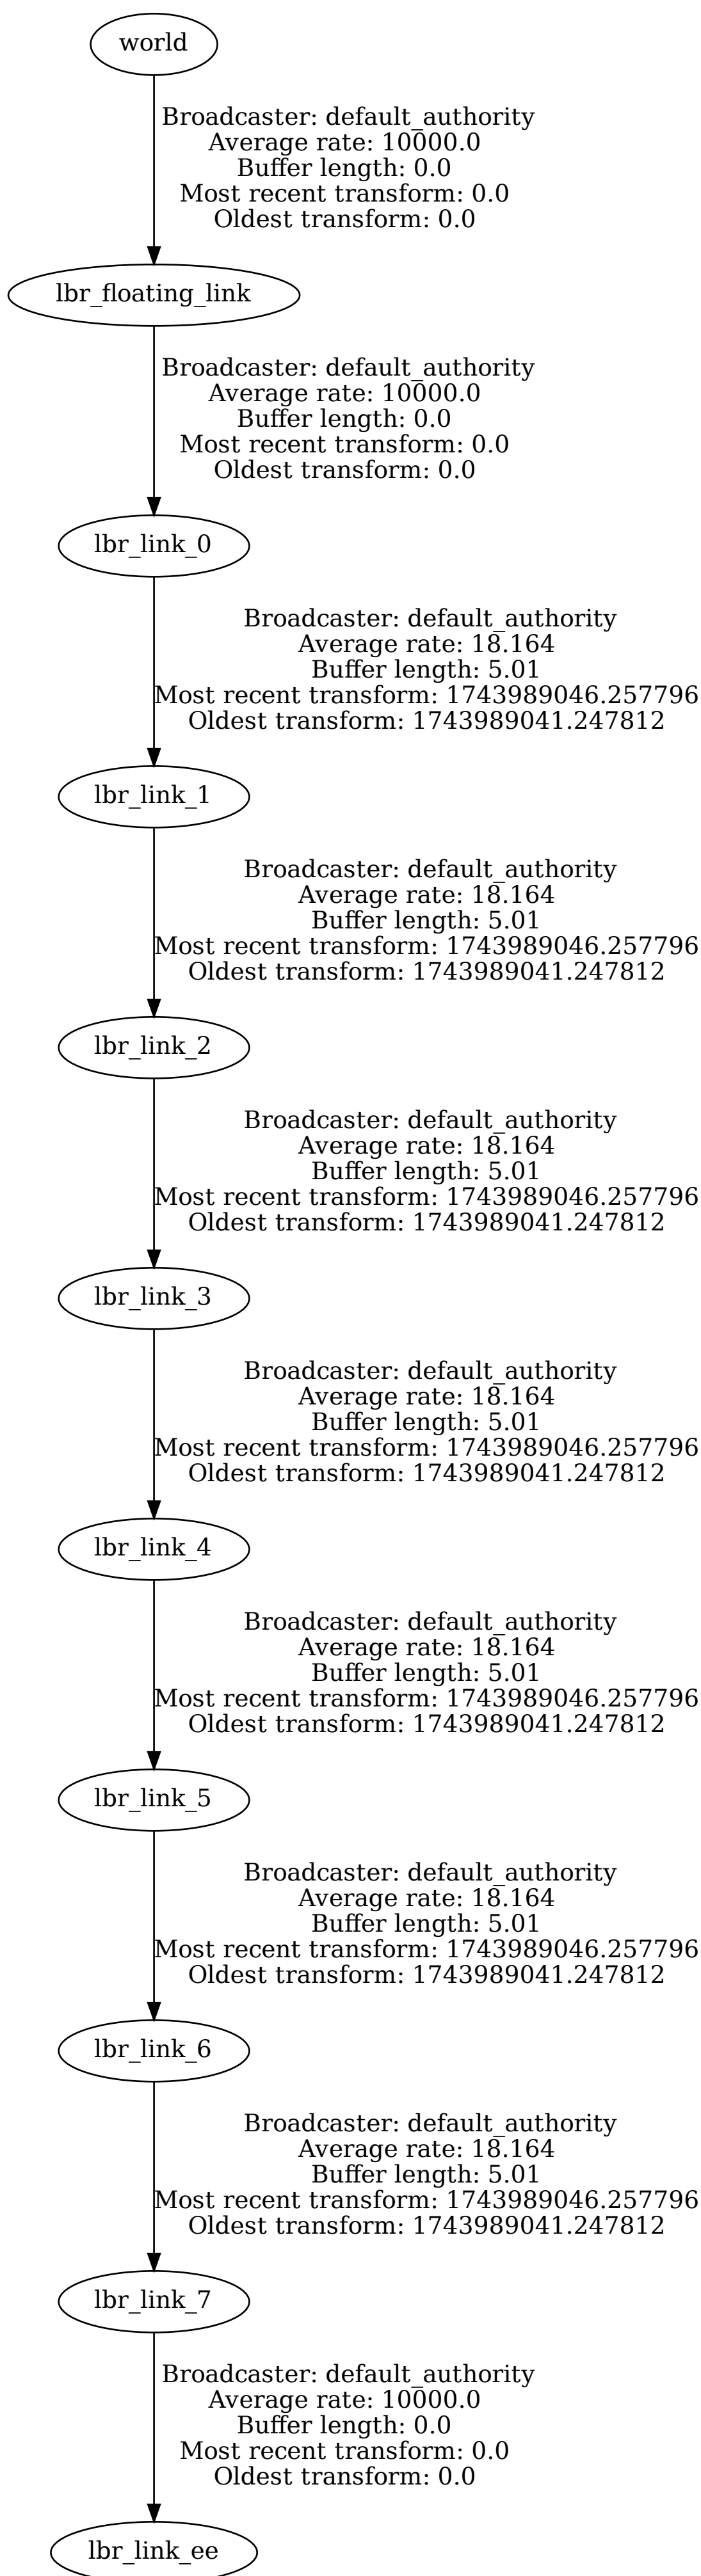 world
Broadcaster: default_authority
Average rate: 10000.0
Buffer length: 0.0
Most recent transform: 0.0
Oldest transform: 0.0
lbr_floating_link
Broadcaster: default_authority
Average rate: 10000.0
Buffer length: 0.0
Most recent transform: 0.0
Oldest transform: 0.0
lbr_link_0
Broadcaster: default_authority
Average rate: 18.164
Buffer length: 5.01
Most recent transform: 1743989046.257796
Oldest transform: 1743989041.247812
lbr_link_1
Broadcaster: default_authority
Average rate: 18.164
Buffer length: 5.01
Most recent transform: 1743989046.257796
Oldest transform: 1743989041.247812
lbr_link_2
Broadcaster: default_authority
Average rate: 18.164
Buffer length: 5.01
Most recent transform: 1743989046.257796
Oldest transform: 1743989041.247812
lbr_link_3
Broadcaster: default_authority
Average rate: 18.164
Buffer length: 5.01
Most recent transform: 1743989046.257796
Oldest transform: 1743989041.247812
lbr_link_4
Broadcaster: default_authority
Average rate: 18.164
Buffer length: 5.01
Most recent transform: 1743989046.257796
Oldest transform: 1743989041.247812
lbr_link_5
Broadcaster: default_authority
Average rate: 18.164
Buffer length: 5.01
Most recent transform: 1743989046.257796
Oldest transform: 1743989041.247812
lbr_link_6
Broadcaster: default_authority
Average rate: 18.164
Buffer length: 5.01
Most recent transform: 1743989046.257796
Oldest transform: 1743989041.247812
lbr_link_7
Broadcaster: default_authority
Average rate: 10000.0
Buffer length: 0.0
Most recent transform: 0.0
Oldest transform: 0.0
lbr_link_ee